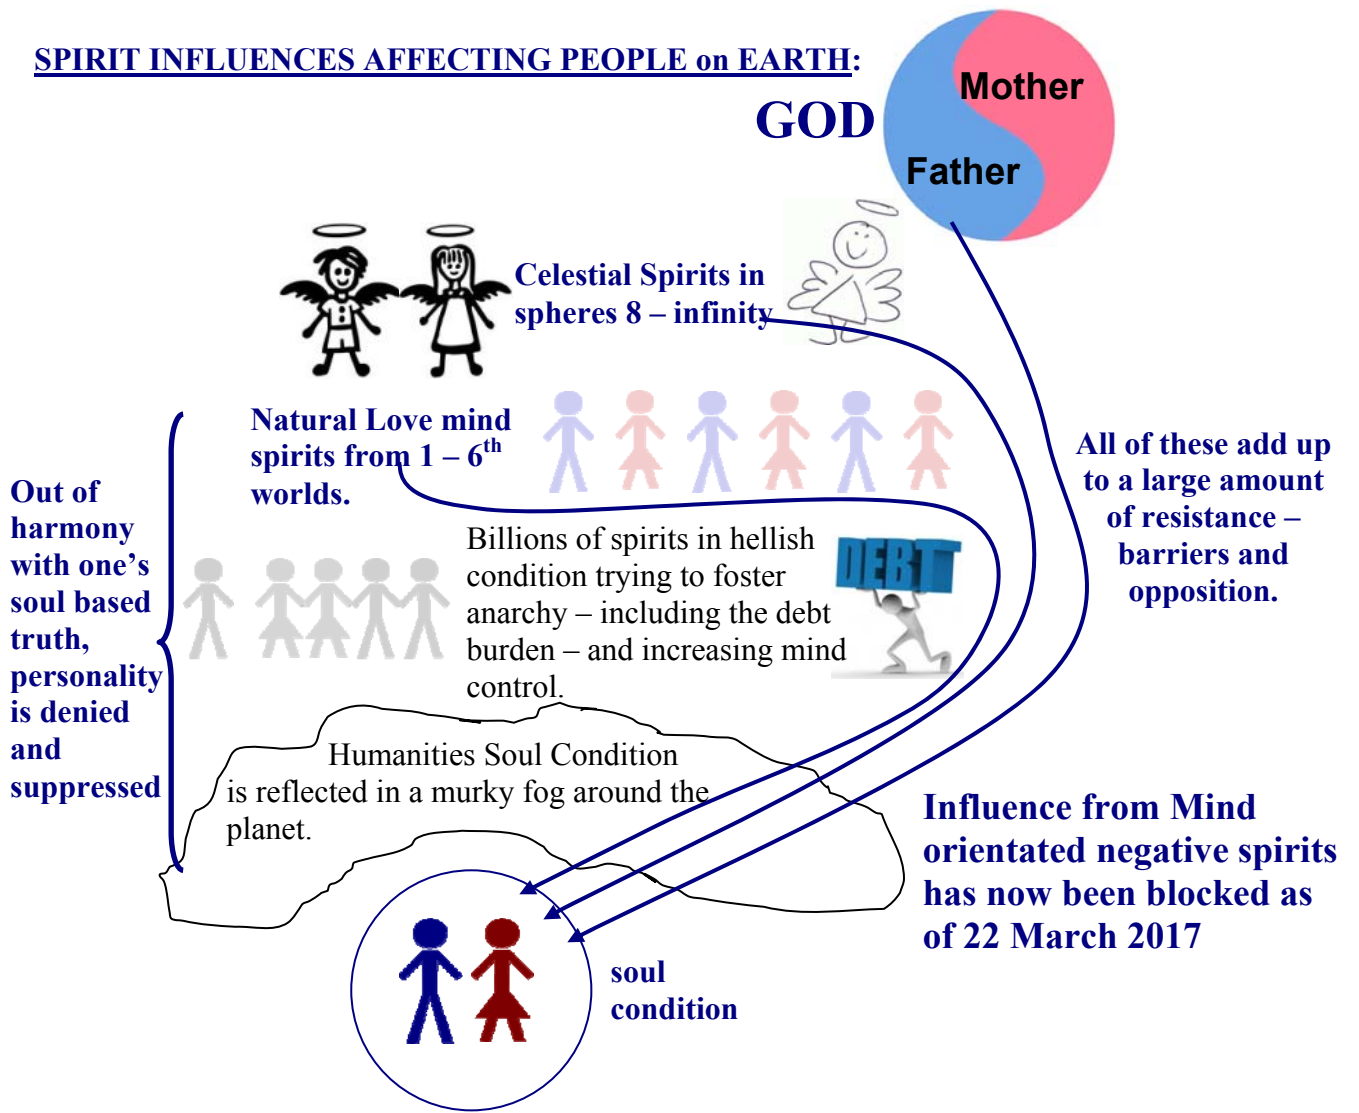 SPIRIT INFLUENCES AFFECTING PEOPLE on EARTH:
GOD
Mother
Father
Celestial Spirits in
spheres 8 – infinity
Natural Love mind
spirits from 1 – 6th
worlds.
All of these add up
to a large amount
of resistance –
barriers and
opposition.
Out of
harmony
with one’s
soul based
truth,
personality
is denied
and
suppressed
Billions of spirits in hellish
condition trying to foster
anarchy – including the debt
burden – and increasing mind
control.
DEBT
Humanities Soul Condition
is reflected in a murky fog around the
planet.
Influence from Mind
orientated negative spirits
has now been blocked as
of 22 March 2017
soul
condition